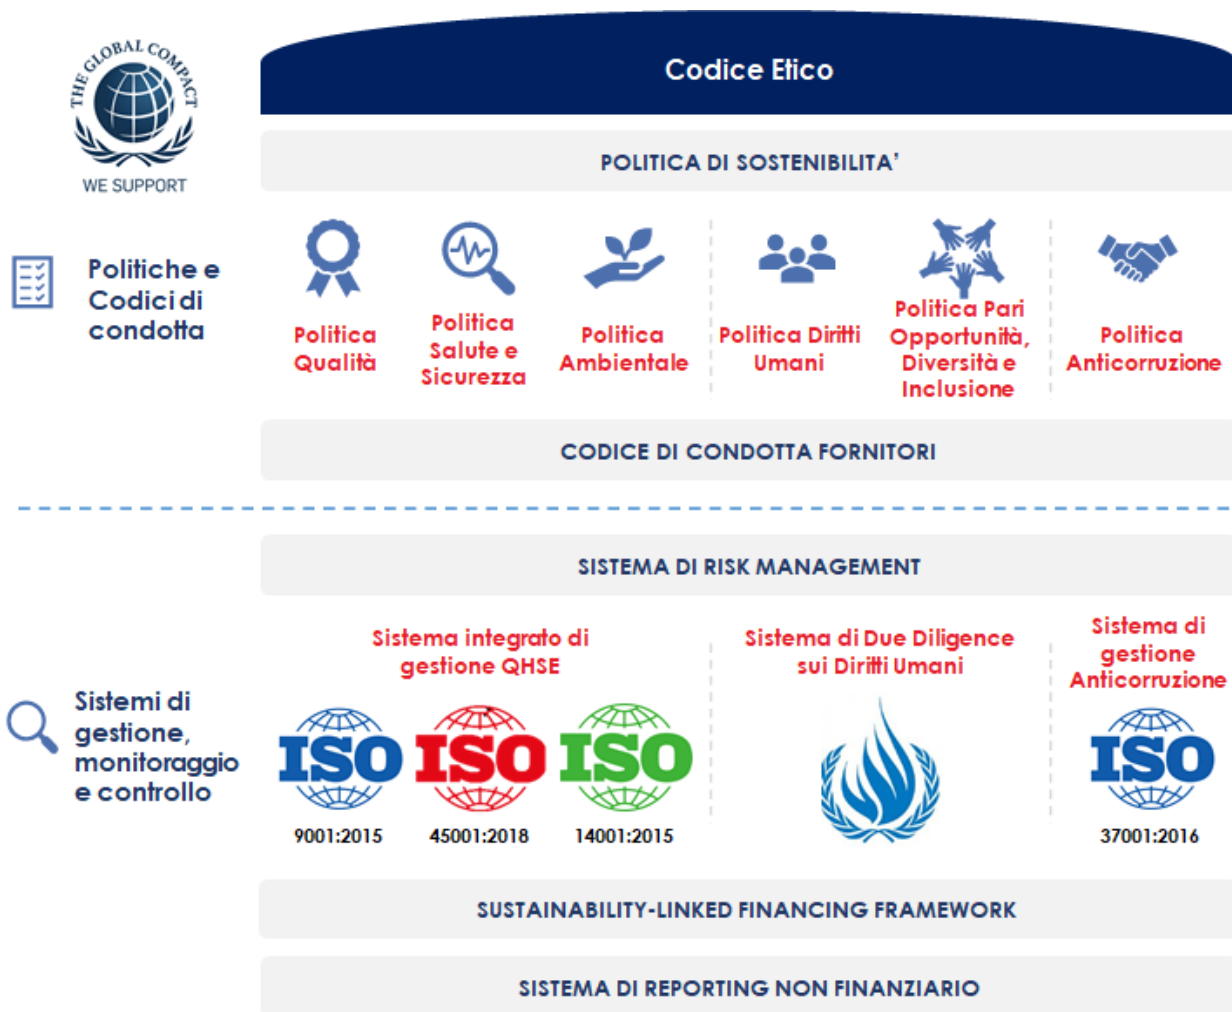 THE GLOBAL COMPACT
WE SUPPORT
Codice Etico
POLITICA DI SOSTENIBILITA'
Politiche e
Codici di
condotta
Politica
Qualità
Politica
Salute e
Sicurezza
Politica
Ambientale
Politica Diritti
Umani
Politica Pari
Opportunità,
Diversità e
Inclusione
Politica
Anticorruzione
CODICE DI CONDOTTA FORNITORI
SISTEMA DI RISK MANAGEMENT
Sistemi di
gestione,
monitoraggio
e controllo
Sistema integrato di
gestione QHSE
ISO
9001:2015
ISO
45001:2018
ISO
14001:2015
Sistema di Due Diligence
sui Diritti Umani
Sistema di
gestione
Anticorruzione
ISO
37001:2016
SUSTAINABILITY-LINKED FINANCING FRAMEWORK
SISTEMA DI REPORTING NON FINANZIARIO